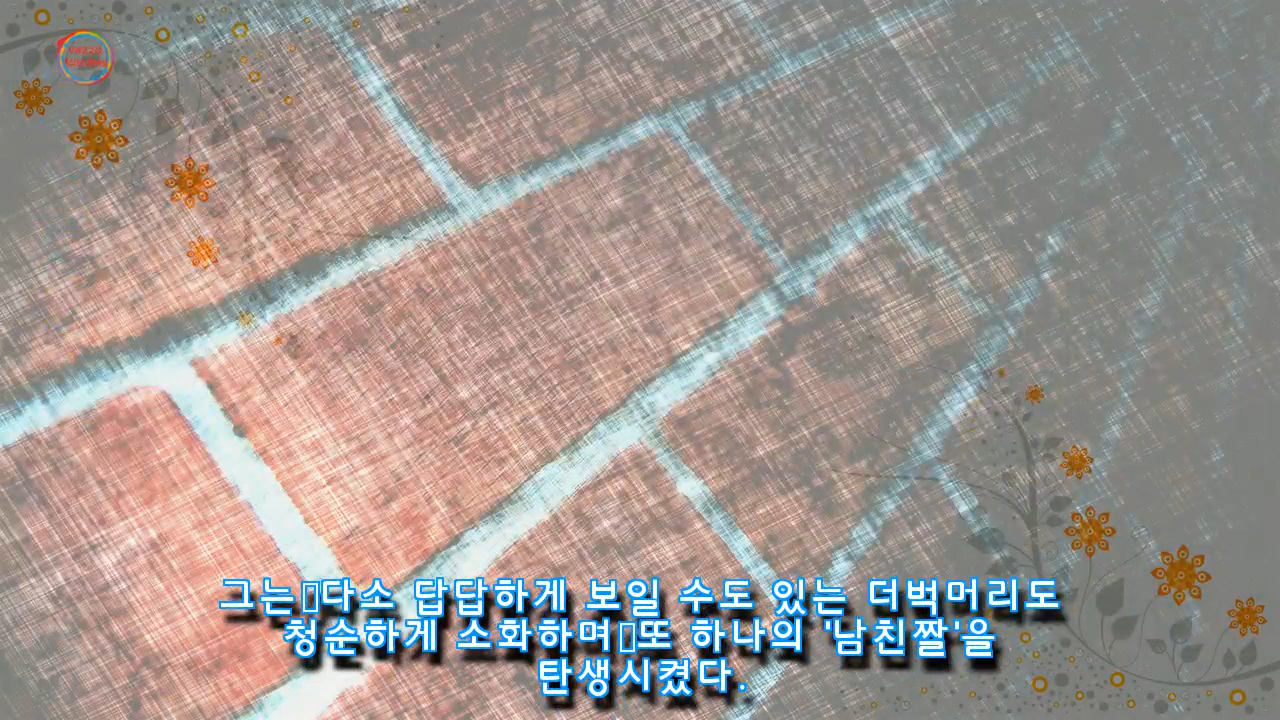 그는 다소 답답하게 보일 수도 있는 더벅머리도
청순하게 소화하며 또 하나의 '남친짤'을
탄생시켰다.